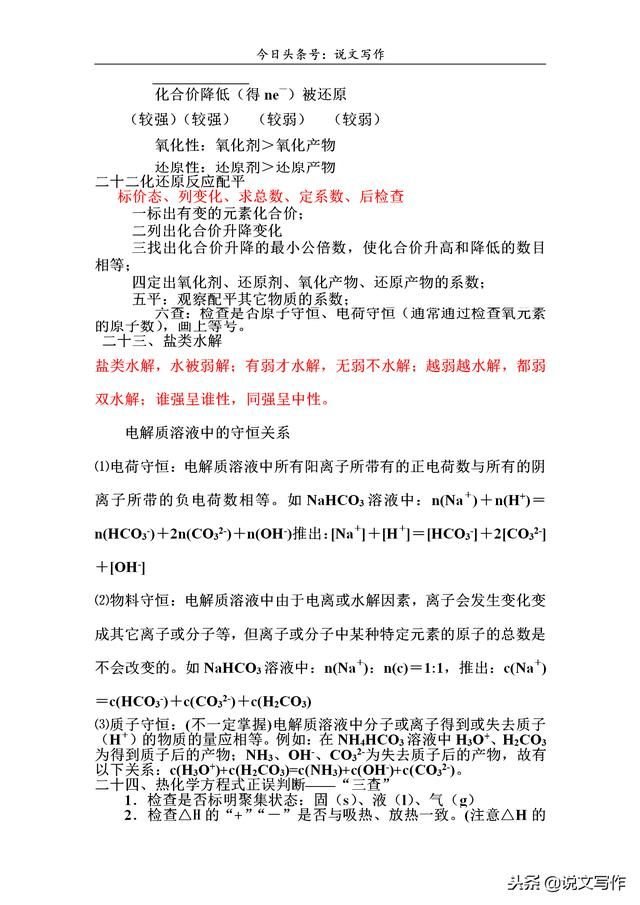 今日头条号：说文写作
化合价降低（得 ne⁻）被还原
（较强）（较强） （较弱） （较弱）
氧化性：氧化剂＞氧化产物
还原性：还原剂＞还原产物
二十二化还原反应配平
标价态、列变化、求总数、定系数、后检查
一标出有变的元素化合价；
二列出化合价升降变化
三找出化合价升降的最小公倍数，使化合价升高和降低的数目
相等；
四定出氧化剂、还原剂、氧化产物、还原产物的系数；
五平：观察配平其它物质的系数；
六查：检查是否原子守恒、电荷守恒（通常通过检查氧元素
的原子数），画上等号。
二十三、盐类水解
盐类水解，水被弱解；有弱才水解，无弱不水解；越弱越水解，都弱
双水解；谁强呈谁性，同强呈中性。
电解质溶液中的守恒关系
⑴电荷守恒：电解质溶液中所有阳离子所带有的正电荷数与所有的阴
离子所带的负电荷数相等。如 NaHCO₃ 溶液中：n(Na⁺)＋n(H⁺)＝
n(HCO₃⁻)＋2n(CO₃²⁻)＋n(OH⁻)推出：[Na⁺]＋[H⁺]＝[HCO₃⁻]＋2[CO₃²⁻]
＋[OH⁻]
⑵物料守恒：电解质溶液中由于电离或水解因素，离子会发生变化变
成其它离子或分子等，但离子或分子中某种特定元素的原子的总数是
不会改变的。如 NaHCO₃ 溶液中：n(Na⁺)：n(c)＝1:1，推出：c(Na⁺)
＝c(HCO₃⁻)＋c(CO₃²⁻)＋c(H₂CO₃)
⑶质子守恒：(不一定掌握)电解质溶液中分子或离子得到或失去质子
（H⁺）的物质的量应相等。例如：在 NH₄HCO₃ 溶液中 H₃O⁺、H₂CO₃
为得到质子后的产物；NH₃、OH⁻、CO₃²⁻为失去质子后的产物，故有
以下关系：c(H₃O⁺)+c(H₂CO₃)=c(NH₃)+c(OH⁻)+c(CO₃²⁻)。
二十四、热化学方程式正误判断——“三查”
1．检查是否标明聚集状态：固（s）、液（l）、气（g）
2．检查△H 的“+”“－”是否与吸热、放热一致。(注意△H 的
头条 @说文写作